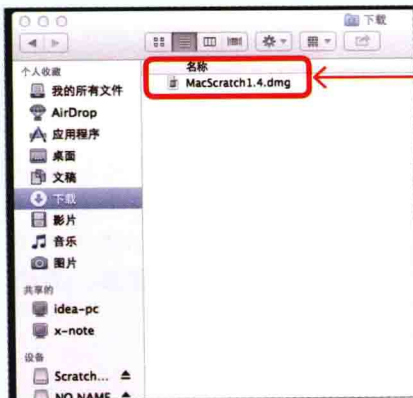 下载
个人收藏
我的所有文件
AirDrop
应用程序
桌面
文稿
下载
影片
音乐
图片
共享的
idea-pc
x-note
设备
Scratch...
NO NAME
名称
MacScratch1.4.dmg